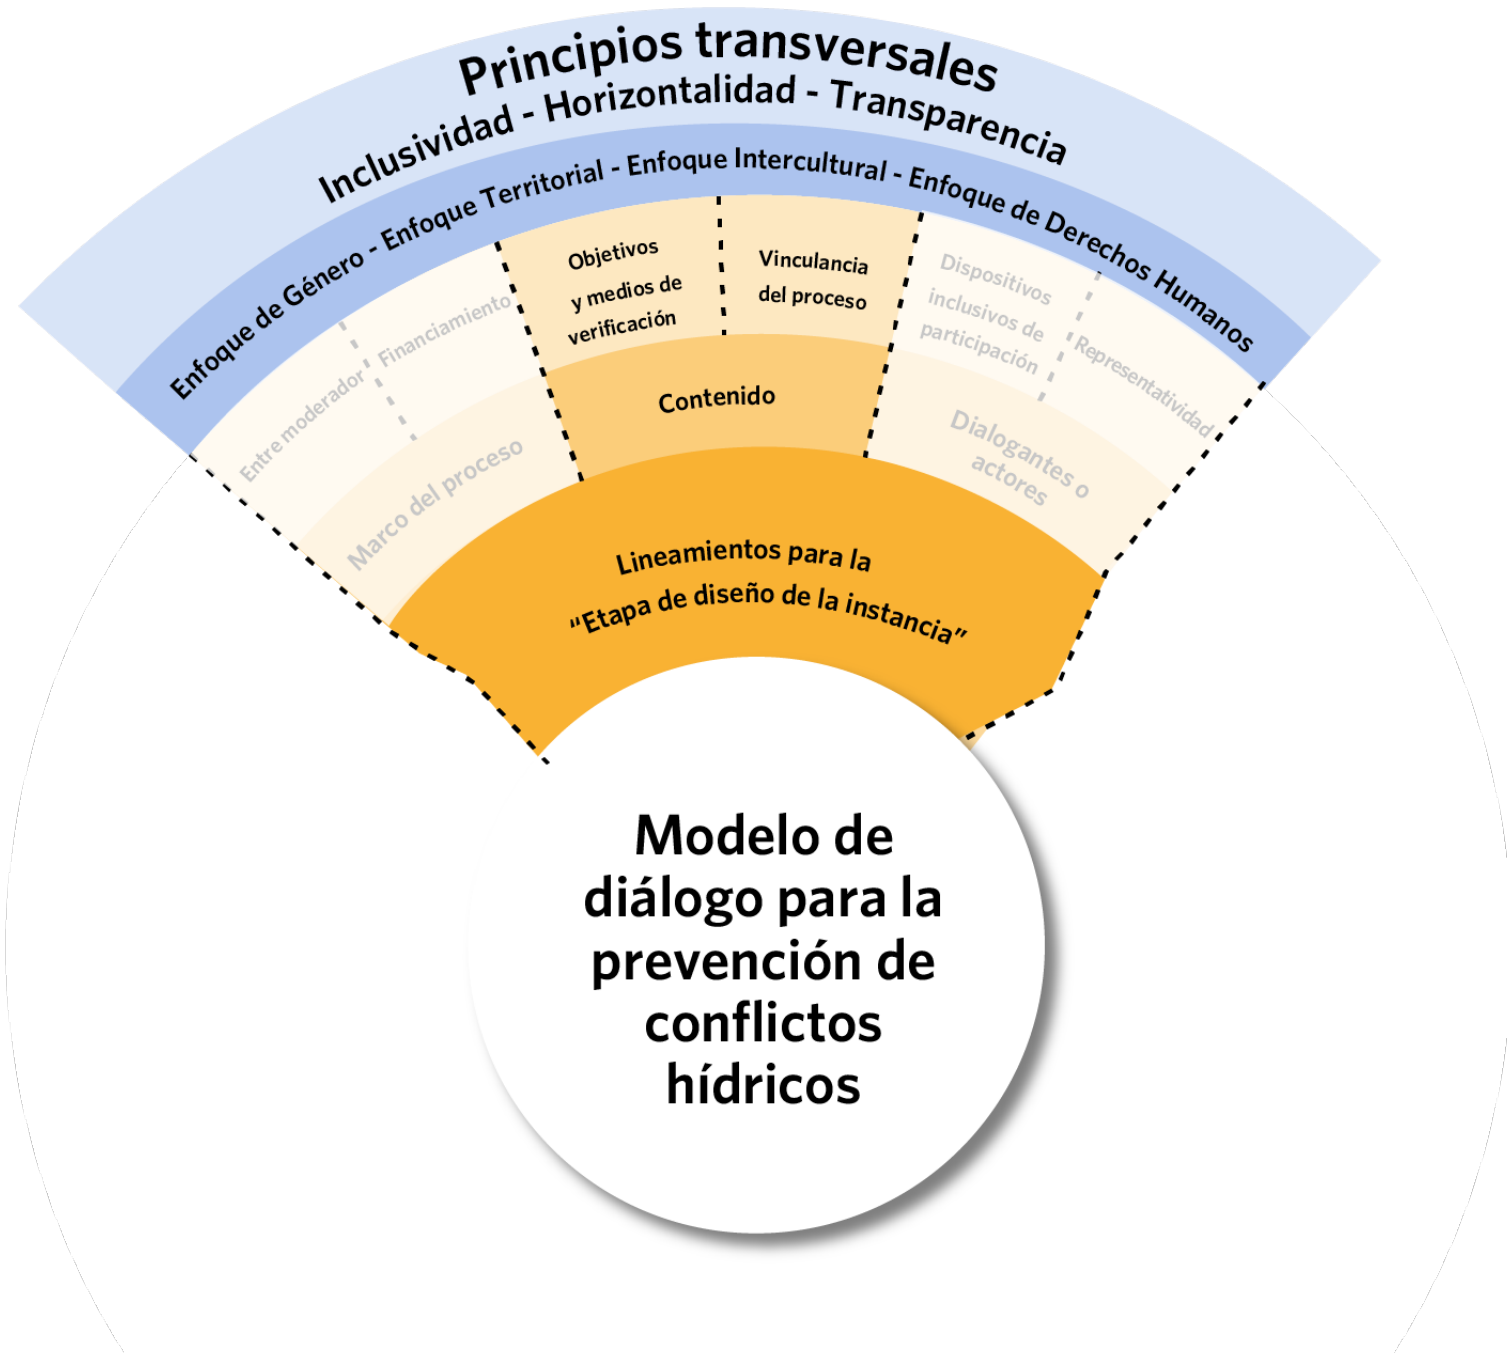 Principios transversales
Inclusividad - Horizontalidad - Transparencia
Enfoque de Género - Enfoque Territorial - Enfoque Intercultural - Enfoque de Derechos Humanos
Entre moderador
Financiamiento
Objetivos
y medios de
verificación
Vinculancia
del proceso
Dispositivos
inclusivos de
participación
Representatividad
Marco del proceso
Contenido
Dialogantes o
actores
Lineamientos para la
“Etapa de diseño de la instancia”
Modelo de
diálogo para la
prevención de
conflictos
hídricos